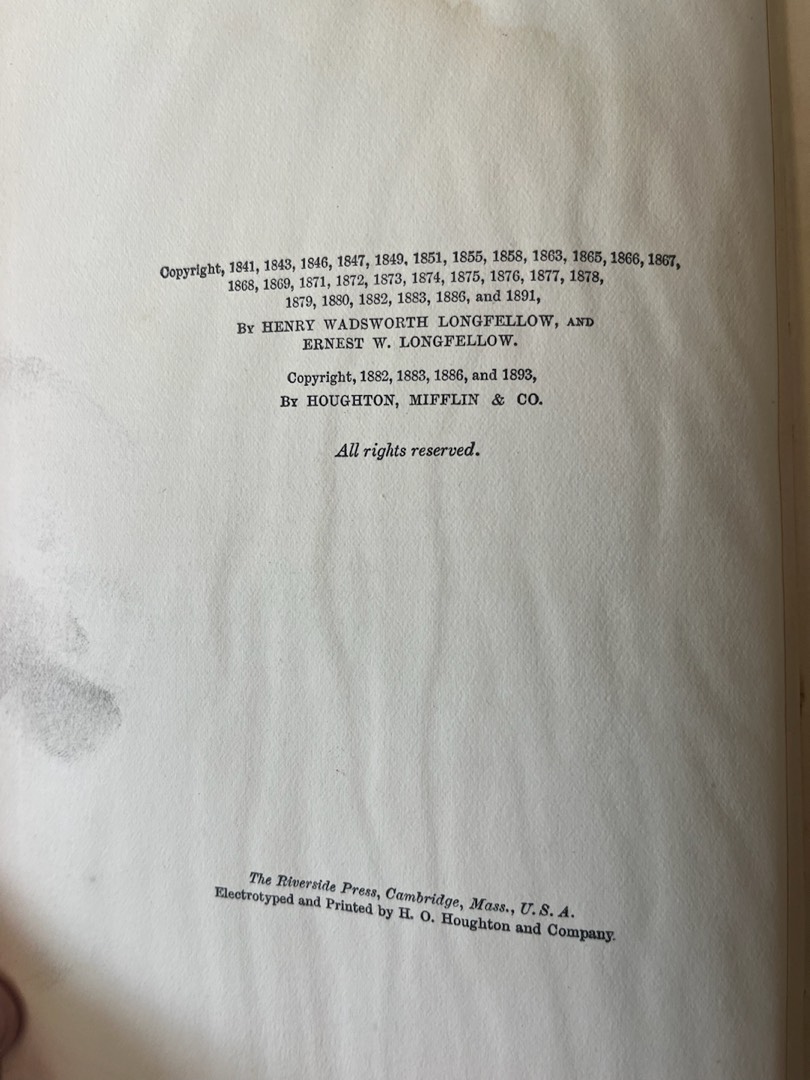 Copyright, 1841, 1843, 1846, 1847, 1849, 1851, 1855, 1858, 1863, 1865, 1866, 1867,
1868, 1869, 1871, 1872, 1873, 1874, 1875, 1876, 1877, 1878,
1879, 1880, 1882, 1883, 1886, and 1891,
BY HENRY WADSWORTH LONGFELLOW, AND
ERNEST W. LONGFELLOW.
Copyright, 1882, 1883, 1886, and 1893,
BY HOUGHTON, MIFFLIN & CO.
All rights reserved.
The Riverside Press, Cambridge, Mass., U. S. A.
Electrotyped and Printed by H. O. Houghton and Company.